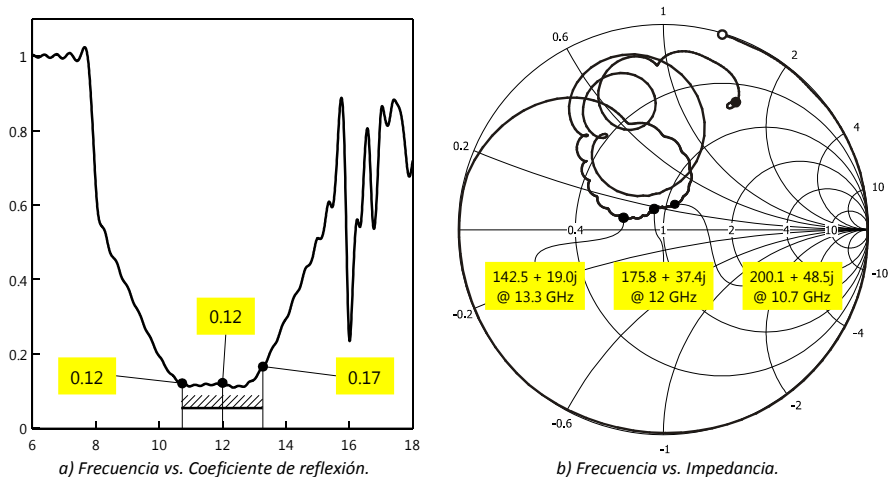 1
0.8
0.6
0.4
0.2
0
6 8 10 12 14 16 18
0.12
0.12
0.17
a) Frecuencia vs. Coeficiente de reflexión.
1
0.6
2
4
0.2
10
0.4 1 2 4 10
-10
-0.2
-4
-2
-0.6
-1
142.5 + 19.0j
@ 13.3 GHz
175.8 + 37.4j
@ 12 GHz
200.1 + 48.5j
@ 10.7 GHz
b) Frecuencia vs. Impedancia.